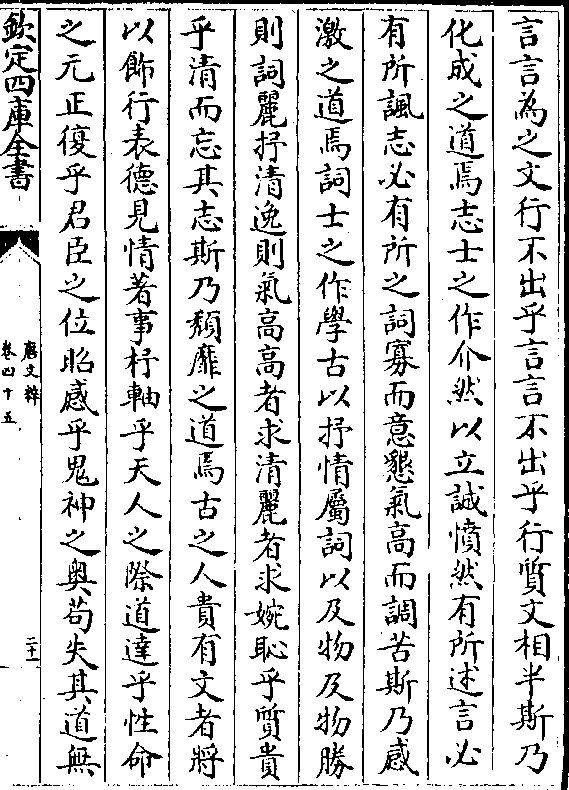 言言為之文行不出乎言言不出乎行質文相半斯乃
化成之道焉志士之作介然以立誠憤然有所述言必
有所諷志必有所之詞寡而意懇氣高而調苦斯乃感
激之道焉詞士之作學古以抒情屬詞以及物及物勝
則詞麗抒清逸則氣高高者求清麗者求婉恥乎質貴
乎清而忘其志斯乃頽靡之道焉古之人貴有文者將
以飾行表德見情著事杼軸乎天人之際道達乎性命
之元正復乎君臣之位昭感乎鬼神之奥苟失其道無
欽定四庫全書
唐文粹
卷四十五
二十一